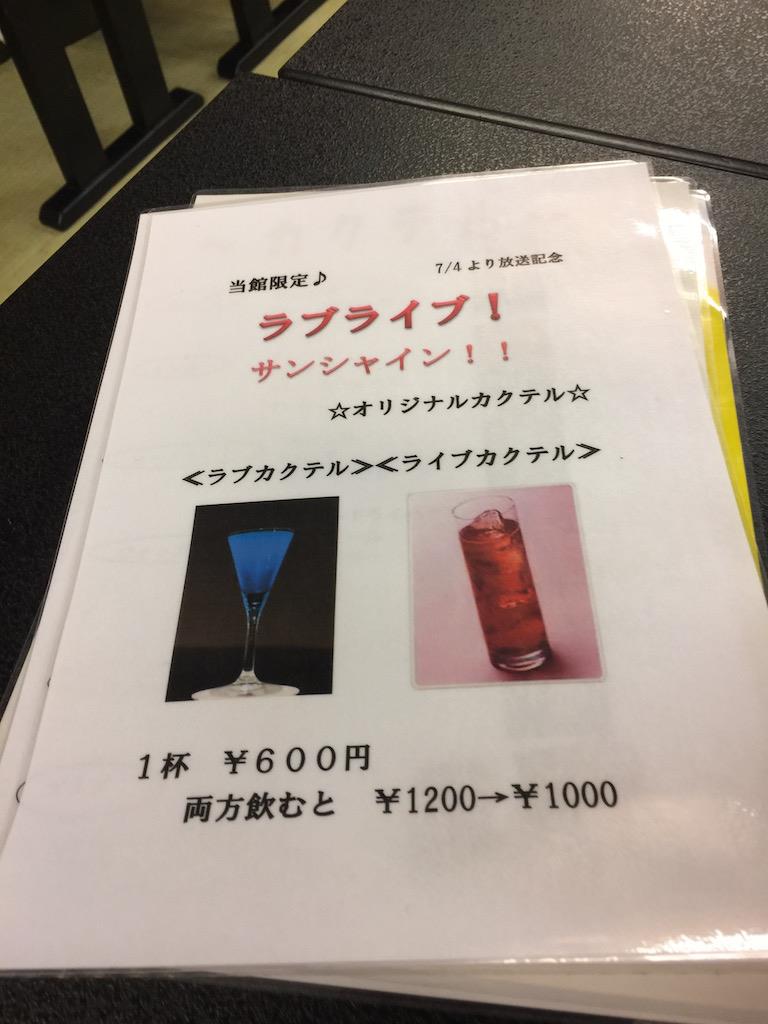 当館限定♪
7/4より放送記念
ラブライブ！
サンシャイン！！
☆オリジナルカクテル☆
≪ラブカクテル≫≪ライブカクテル≫
１杯　￥６００円
両方飲むと　￥1200→￥1000